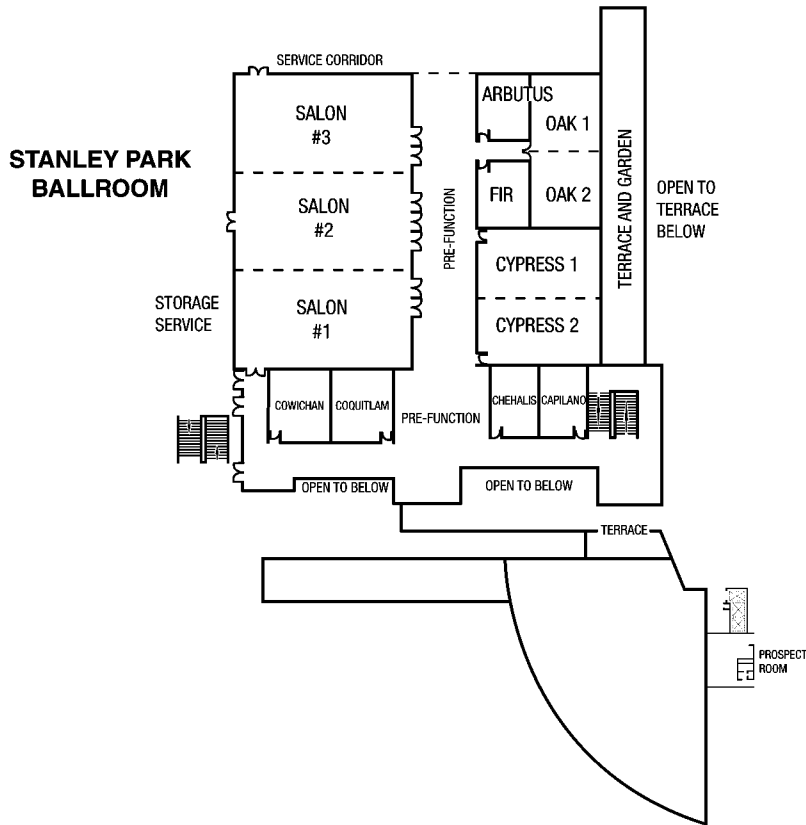 SERVICE CORRIDOR
STANLEY PARK
BALLROOM
SALON
#3
SALON
#2
SALON
#1
STORAGE
SERVICE
PRE-FUNCTION
ARBUTUS
OAK 1
FIR
OAK 2
CYPRESS 1
CYPRESS 2
TERRACE AND GARDEN
OPEN TO
TERRACE
BELOW
COWICHAN
COQUITLAM
PRE-FUNCTION
CHEHALIS
CAPILANO
OPEN TO BELOW
OPEN TO BELOW
TERRACE
PROSPECT
ROOM